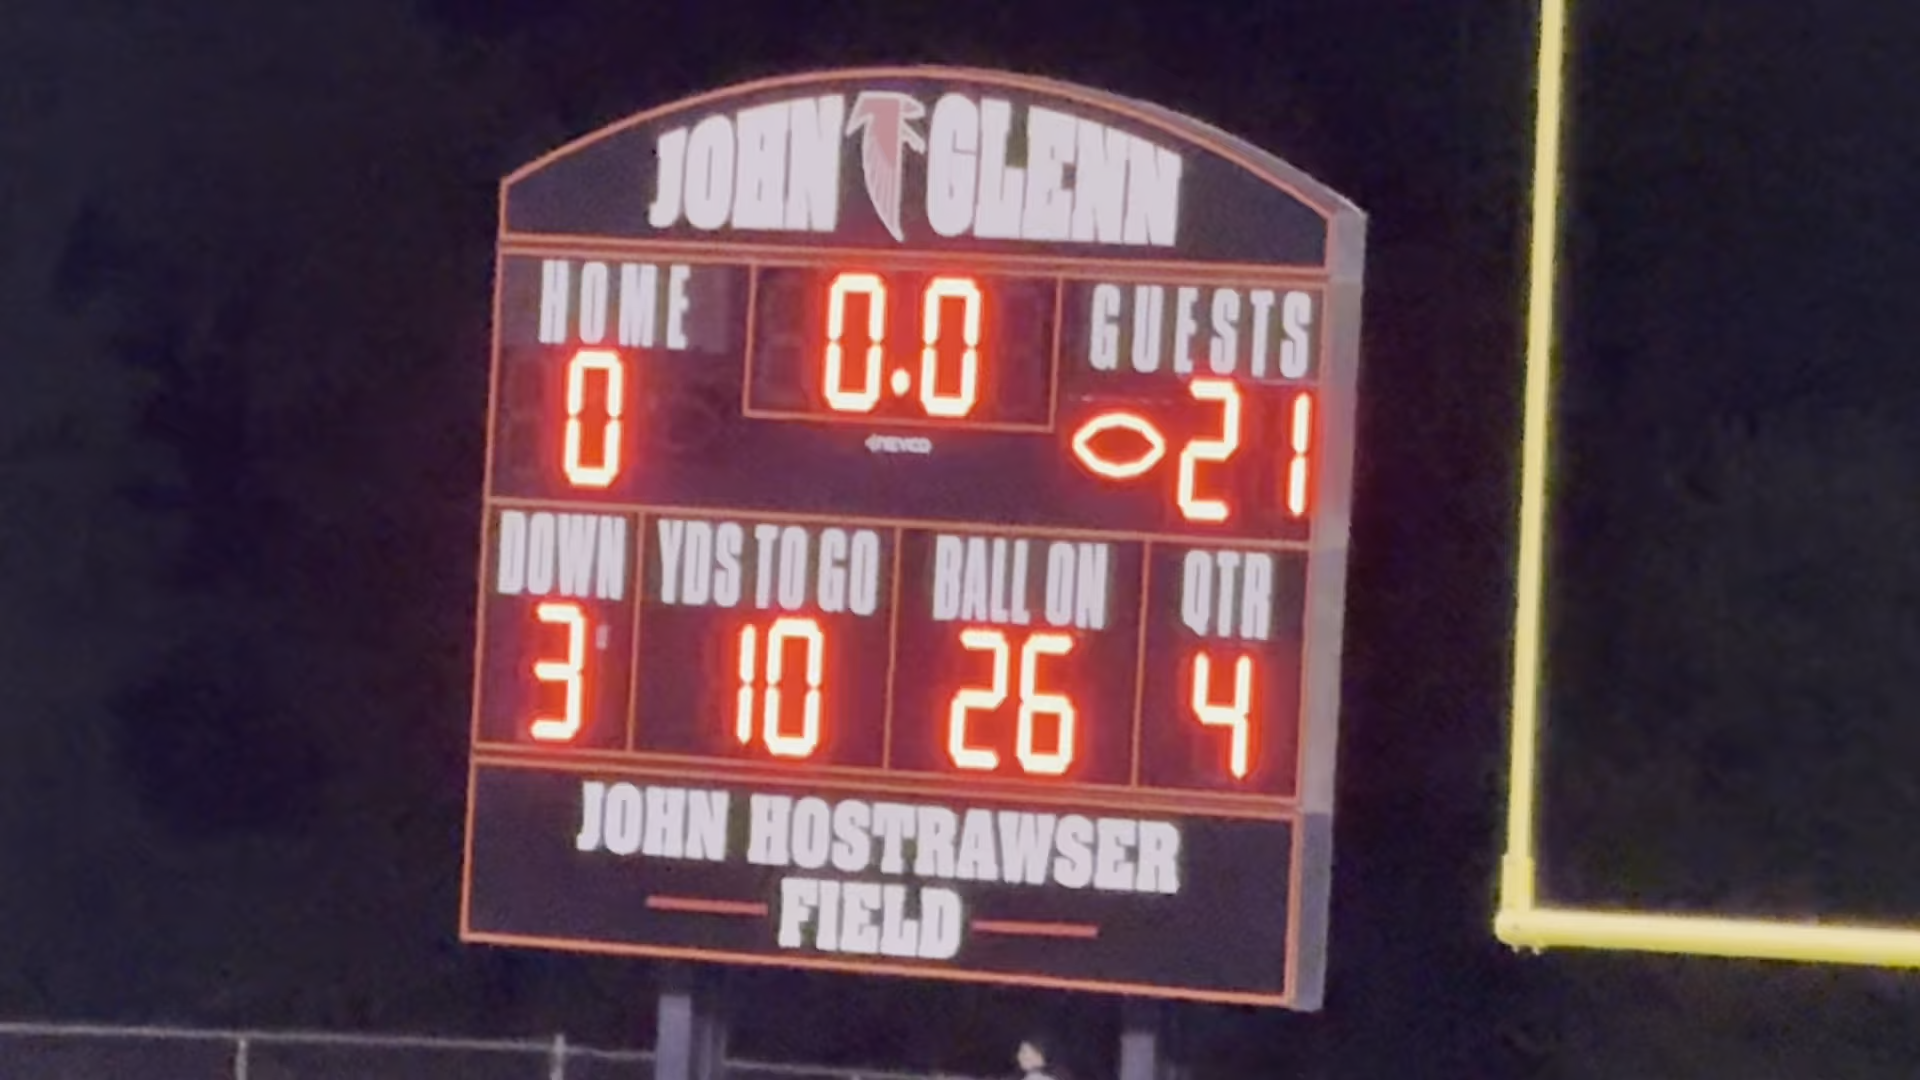 JOHN GLENN
HOME 0.0 GUESTS
0 21
NEVCO
DOWN YDS TO GO BALL ON QTR
3 10 26 4
JOHN HOSTRAWSER
FIELD